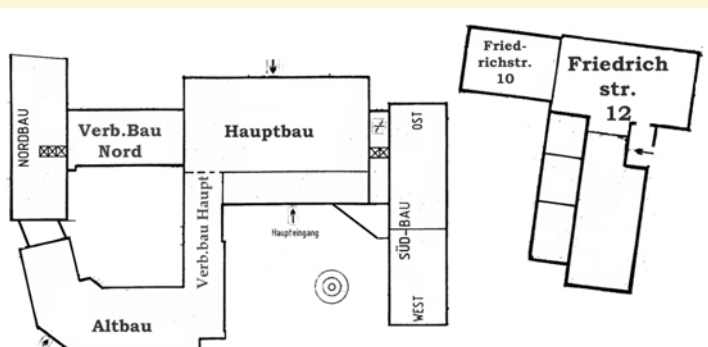 NORDBAU
Verb.Bau
Nord
Hauptbau
Verb.bau Haupt
Haupteingang
OST
SÜD-BAU
WEST
Altbau
Fried-
richstr.
10
Friedrich
str.
12